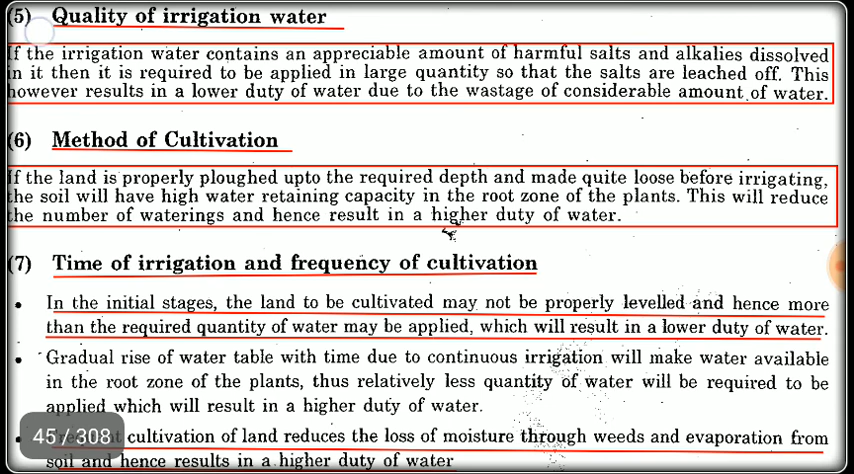 (5) Quality of irrigation water
If the irrigation water contains an appreciable amount of harmful salts and alkalies dissolved
in it then it is required to be applied in large quantity so that the salts are leached off. This
however results in a lower duty of water due to the wastage of considerable amount of water.
(6) Method of Cultivation
If the land is properly ploughed upto the required depth and made quite loose before irrigating,
the soil will have high water retaining capacity in the root zone of the plants. This will reduce
the number of waterings and hence result in a higher duty of water.
(7) Time of irrigation and frequency of cultivation
• In the initial stages, the land to be cultivated may not be properly levelled and hence more
than the required quantity of water may be applied, which will result in a lower duty of water.
• Gradual rise of water table with time due to continuous irrigation will make water available
in the root zone of the plants, thus relatively less quantity of water will be required to be
applied which will result in a higher duty of water.
• cultivation of land reduces the loss of moisture through weeds and evaporation from
soil and hence results in a higher duty of water
45 / 308